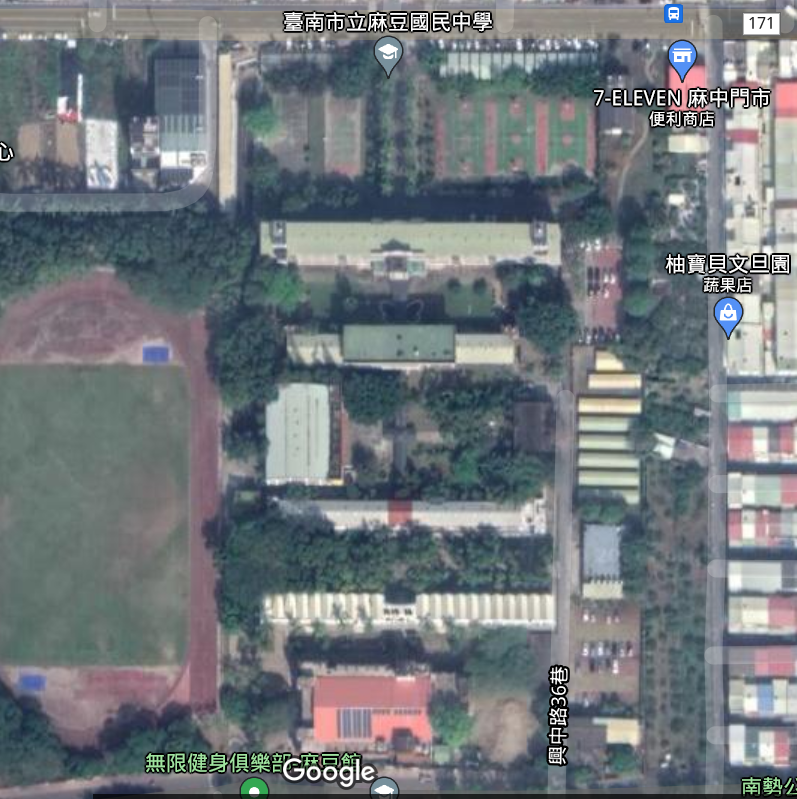 臺南市立麻豆國民中學
171
7-ELEVEN 麻中門市
便利商店
心
柚寶貝文旦園
蔬果店
興中路36巷
無限健身俱樂部-麻豆館
Google
南勢公